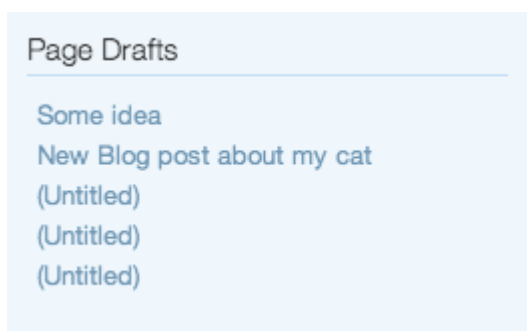 Page Drafts
Some idea
New Blog post about my cat
(Untitled)
(Untitled)
(Untitled)